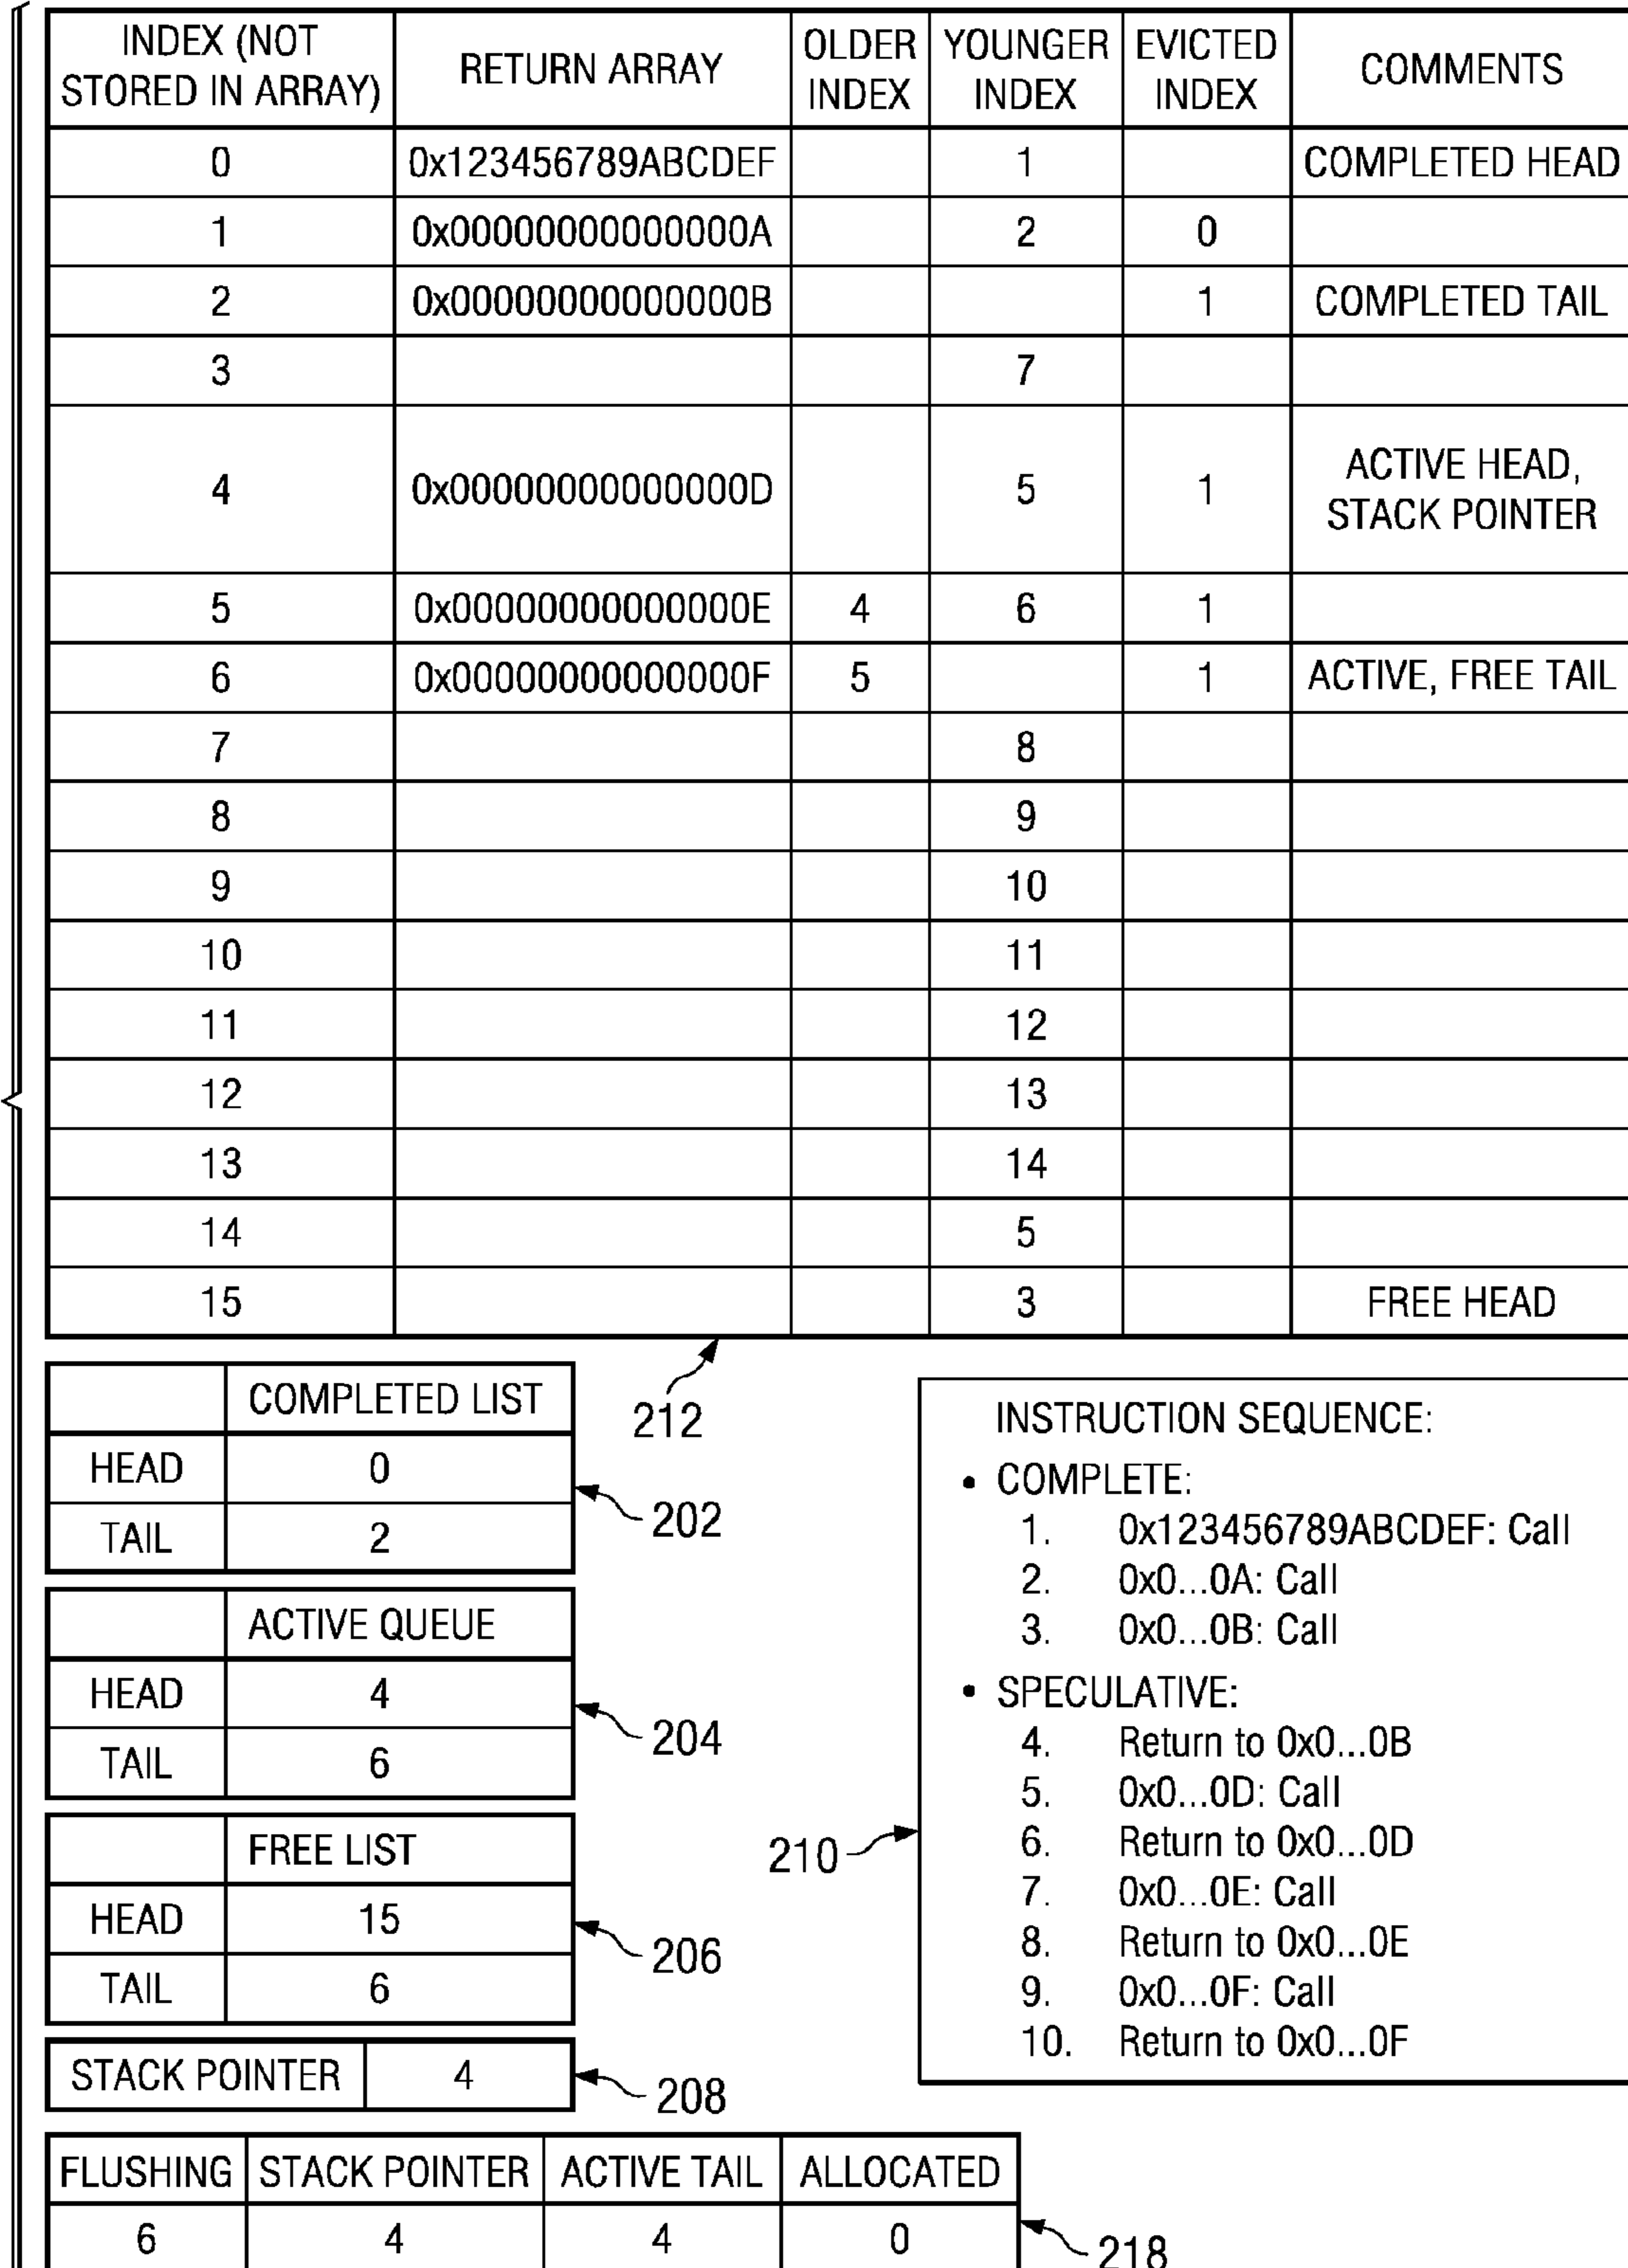 INDEX (NOT STORED IN ARRAY) RETURN ARRAY OLDER INDEX YOUNGER INDEX EVICTED INDEX COMMENTS
0 0x123456789ABCDEF 1 COMPLETED HEAD
1 0x00000000000000A 2 0
2 0x00000000000000B 1 COMPLETED TAIL
3 7
4 0x00000000000000D 5 1 ACTIVE HEAD, STACK POINTER
5 0x00000000000000E 4 6 1
6 0x00000000000000F 5 1 ACTIVE, FREE TAIL
7 8
8 9
9 10
10 11
11 12
12 13
13 14
14 5
15 3 FREE HEAD
212
COMPLETED LIST
HEAD 0
TAIL 2
202
ACTIVE QUEUE
HEAD 4
TAIL 6
204
FREE LIST
HEAD 15
TAIL 6
206
STACK POINTER 4
208
INSTRUCTION SEQUENCE:
• COMPLETE:
1. 0x123456789ABCDEF: Call
2. 0x0...0A: Call
3. 0x0...0B: Call
• SPECULATIVE:
4. Return to 0x0...0B
5. 0x0...0D: Call
6. Return to 0x0...0D
7. 0x0...0E: Call
8. Return to 0x0...0E
9. 0x0...0F: Call
10. Return to 0x0...0F
210
FLUSHING STACK POINTER ACTIVE TAIL ALLOCATED
6 4 4 0
218